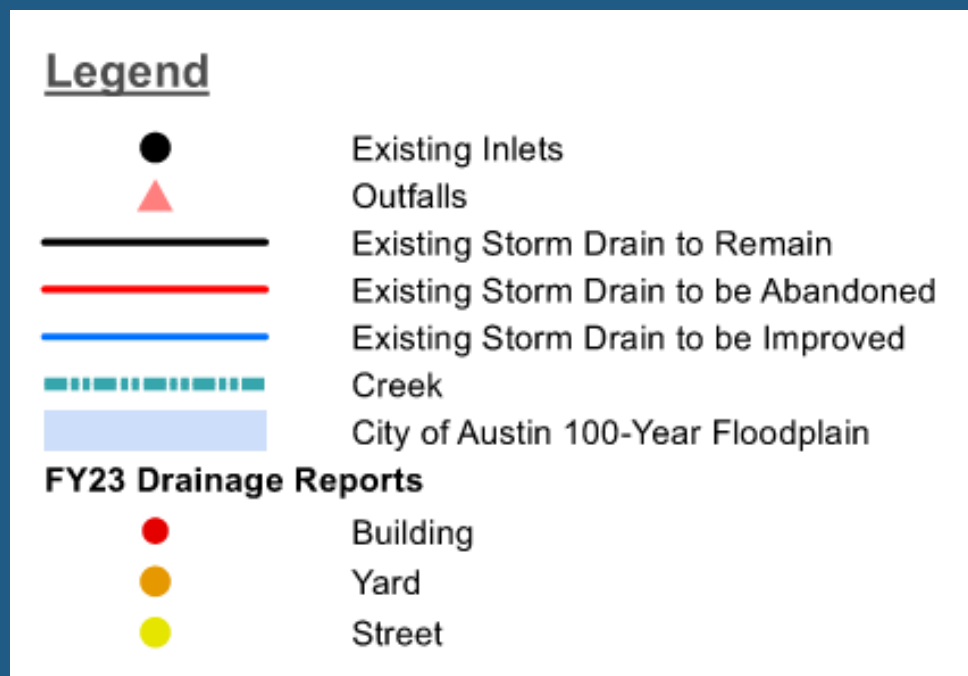 Legend
Existing Inlets
Outfalls
Existing Storm Drain to Remain
Existing Storm Drain to be Abandoned
Existing Storm Drain to be Improved
Creek
City of Austin 100-Year Floodplain
FY23 Drainage Reports
Building
Yard
Street